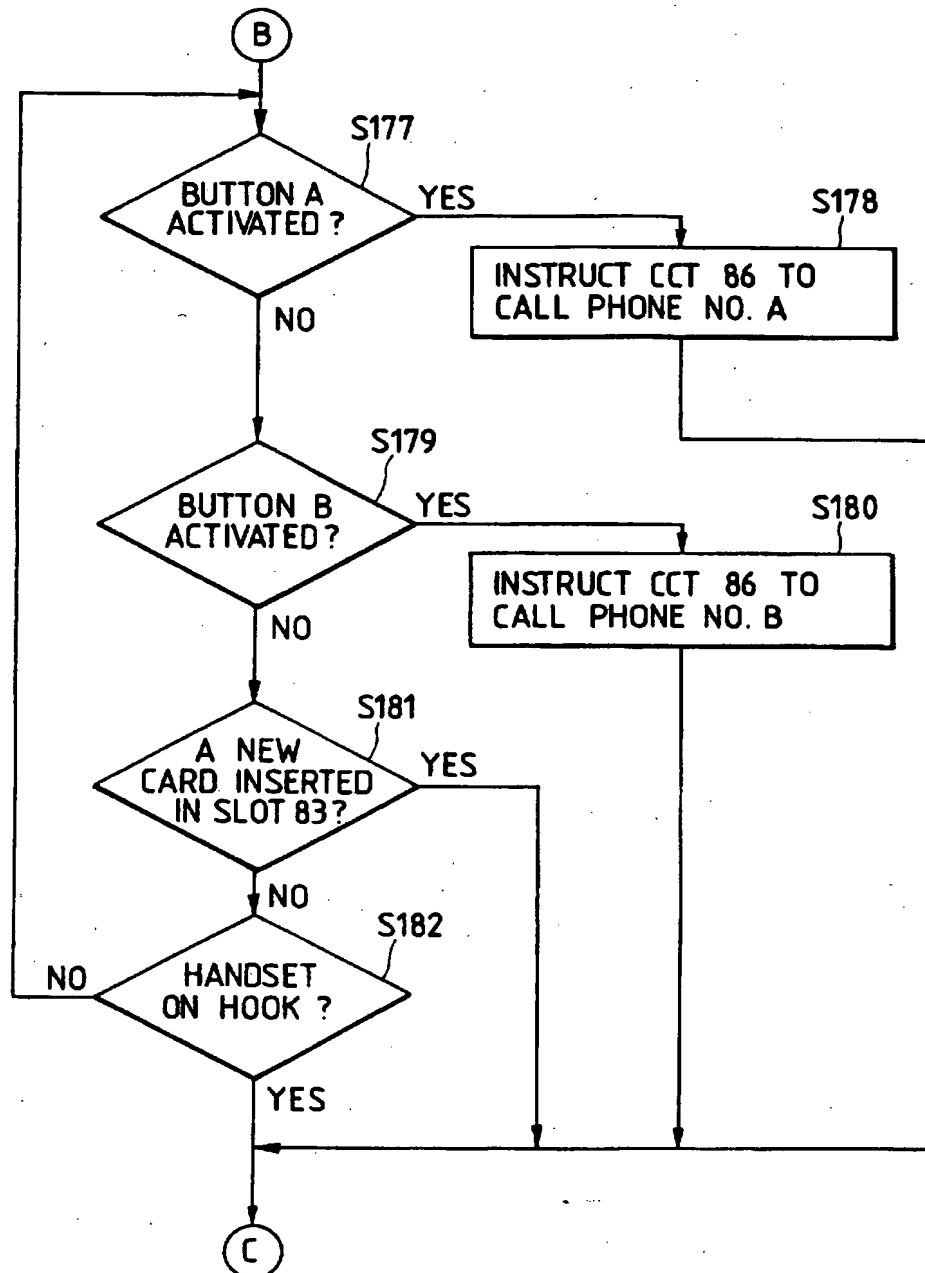 B
S177
BUTTON A
ACTIVATED?
YES
NO
S178
INSTRUCT CCT 86 TO
CALL PHONE NO. A
S179
BUTTON B
ACTIVATED?
YES
NO
S180
INSTRUCT CCT 86 TO
CALL PHONE NO. B
S181
A NEW
CARD INSERTED
IN SLOT 83?
YES
NO
S182
HANDSET
ON HOOK ?
NO
YES
C